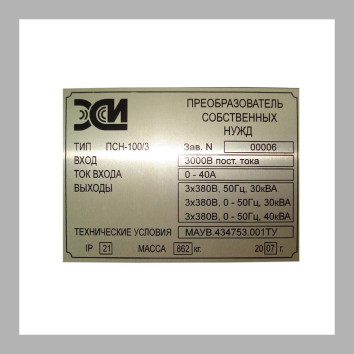 ЭСИ
ПРЕОБРАЗОВАТЕЛЬ
СОБСТВЕННЫХ
НУЖД
ТИП ПСН-100/3 Зав. N 00006
ВХОД 3000В пост. тока
ТОК ВХОДА 0 - 40А
ВЫХОДЫ 3х380В, 50Гц, 30кВА
3х380В, 0 - 50Гц, 30кВА
3х380В, 0 - 50Гц, 40кВА
ТЕХНИЧЕСКИЕ УСЛОВИЯ МАУВ.434753.001ТУ
IP 21 МАССА 862 кг. 2007 г.